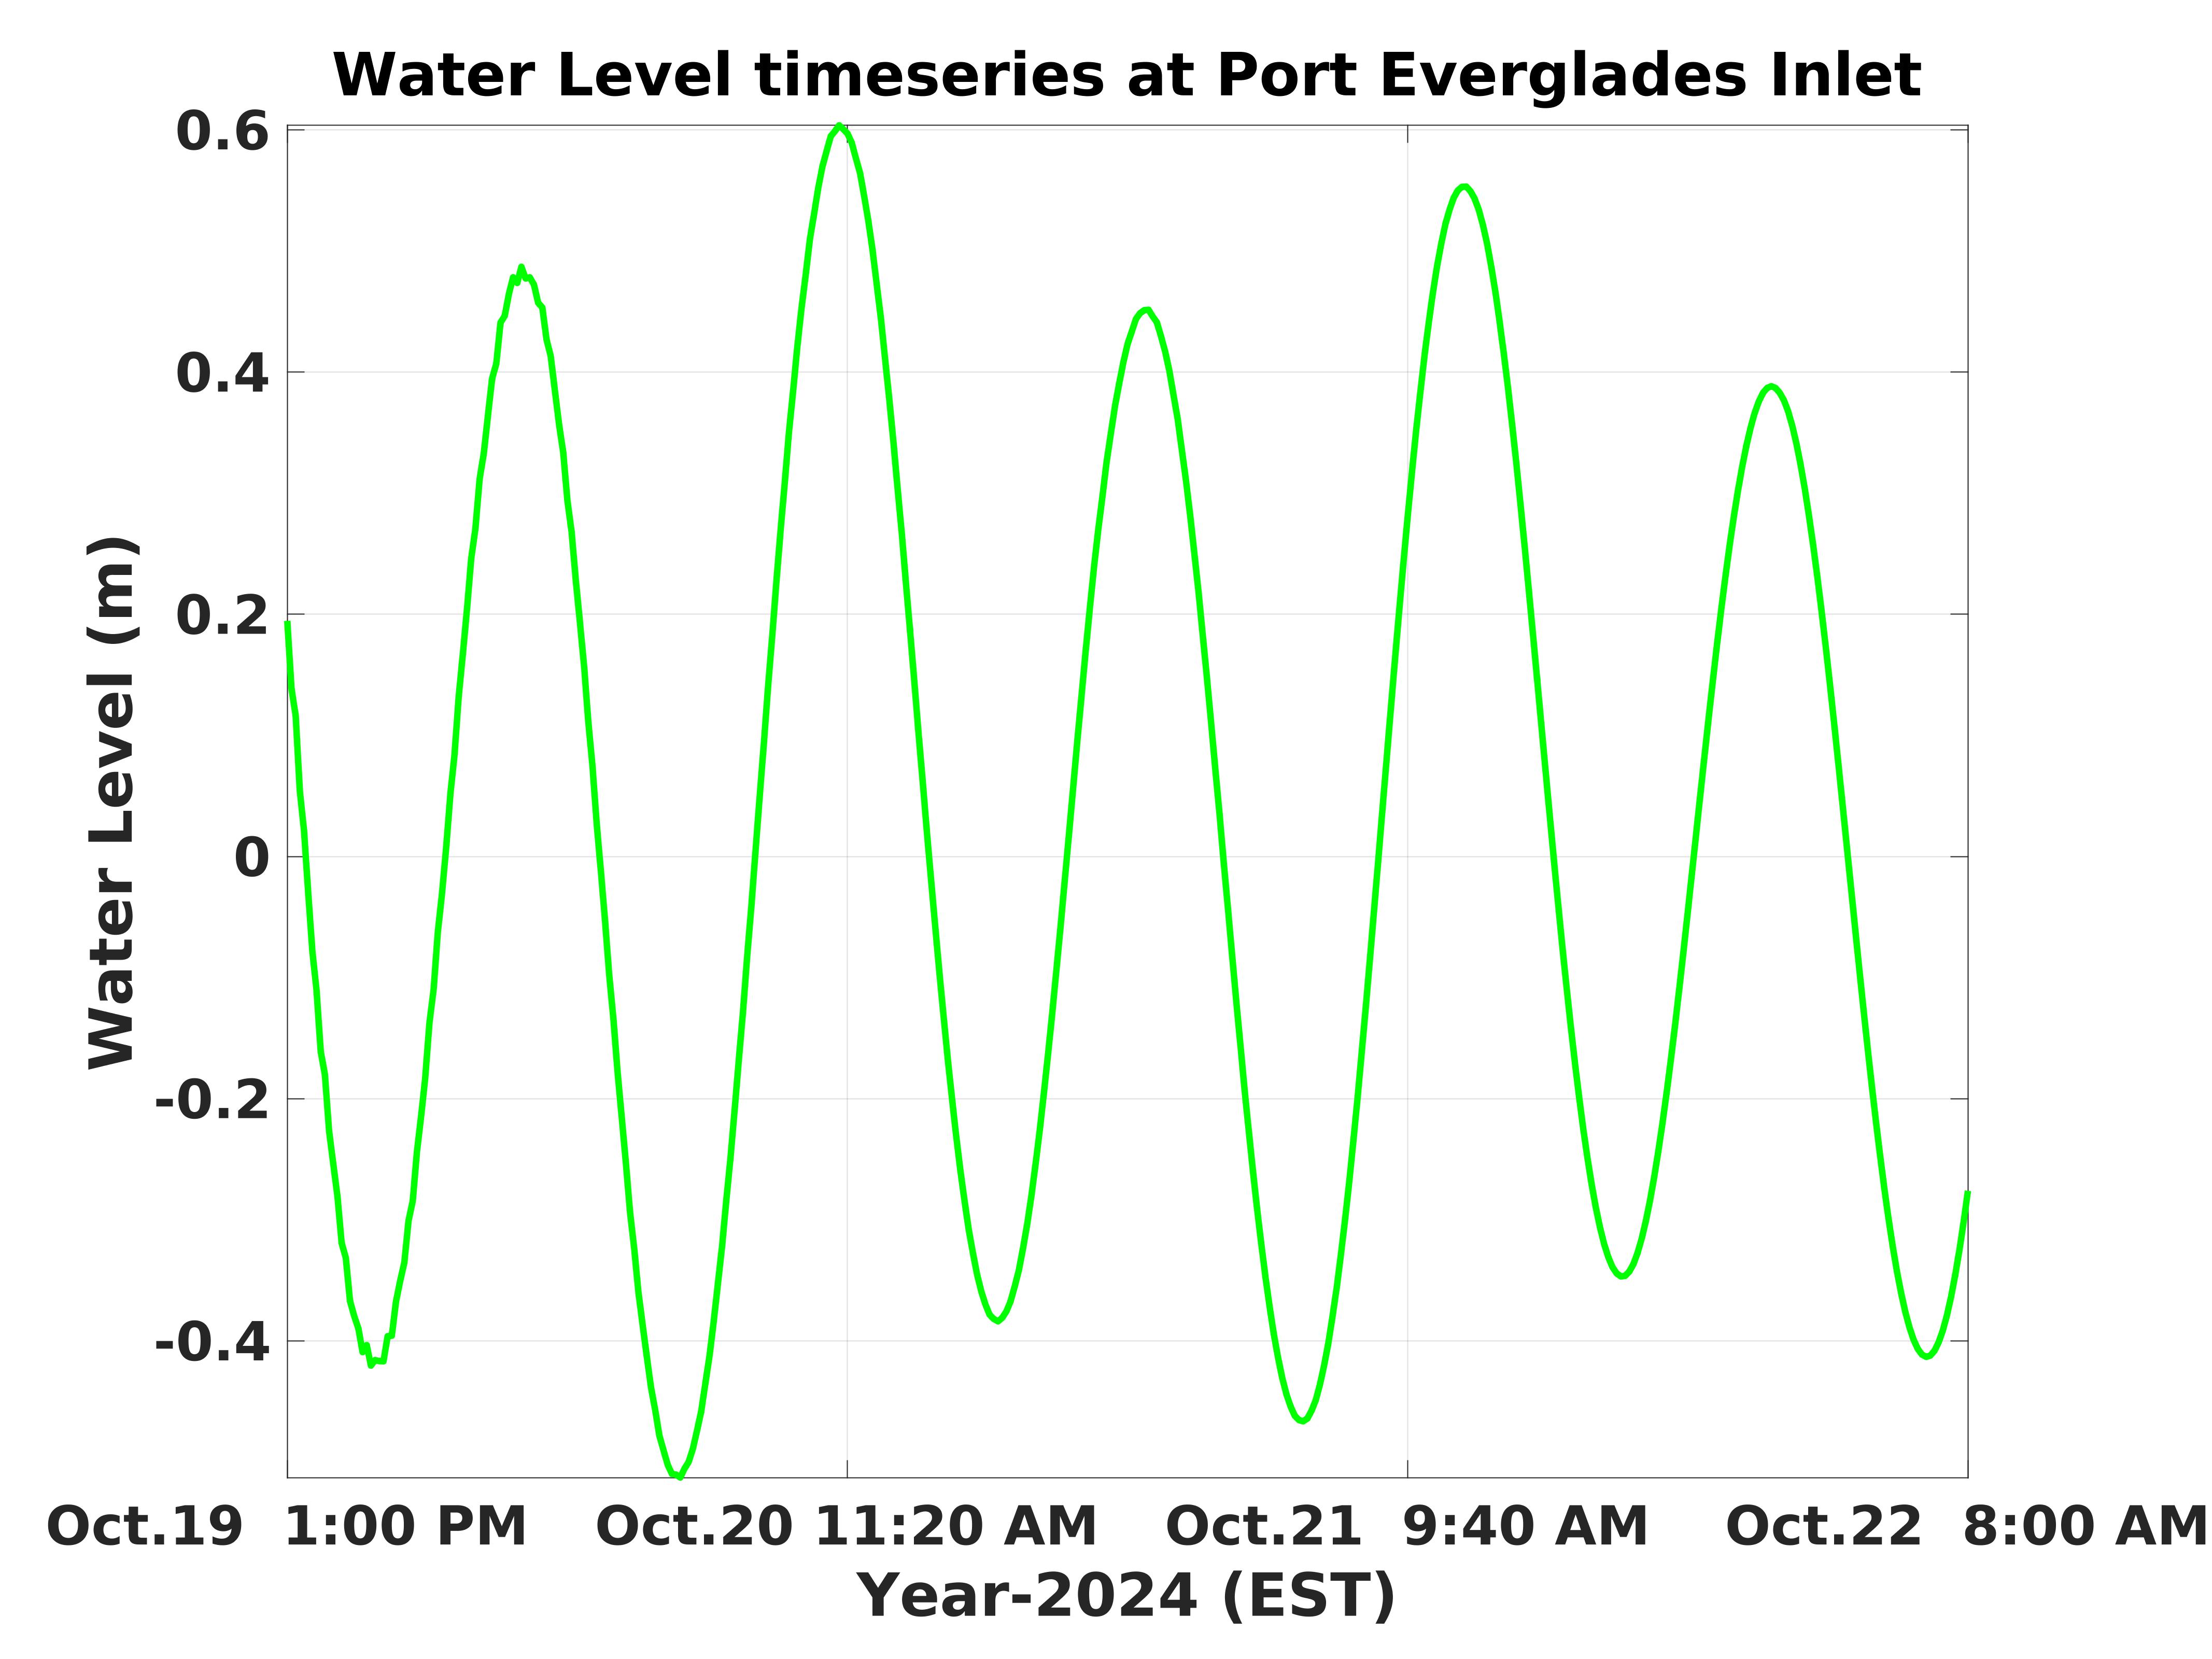 Water Level timeseries at Port Everglades Inlet
0.6
0.4
0.2
0
-0.2
-0.4
Water Level (m)
Oct.19 1:00 PM Oct.20 11:20 AM Oct.21 9:40 AM Oct.22 8:00 AM
Year-2024 (EST)